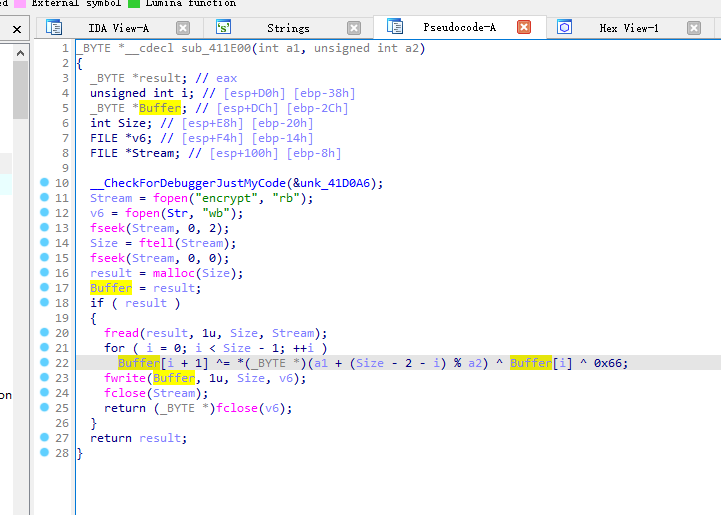 External symbol Lumina function
IDA View-A Strings Pseudocode-A Hex View-1
1 _BYTE *__cdecl sub_411E00(int a1, unsigned int a2)
2 {
3 _BYTE *result; // eax
4 unsigned int i; // [esp+D0h] [ebp-38h]
5 _BYTE *Buffer; // [esp+DCh] [ebp-2Ch]
6 int Size; // [esp+E8h] [ebp-20h]
7 FILE *v6; // [esp+F4h] [ebp-14h]
8 FILE *Stream; // [esp+100h] [ebp-8h]
9
10 __CheckForDebuggerJustMyCode(&unk_41D0A6);
11 Stream = fopen("encrypt", "rb");
12 v6 = fopen(Str, "wb");
13 fseek(Stream, 0, 2);
14 Size = ftell(Stream);
15 fseek(Stream, 0, 0);
16 result = malloc(Size);
17 Buffer = result;
18 if ( result )
19 {
20 fread(result, 1u, Size, Stream);
21 for ( i = 0; i < Size - 1; ++i )
22 Buffer[i + 1] ^= *(_BYTE *)(a1 + (Size - 2 - i) % a2) ^ Buffer[i] ^ 0x66;
23 fwrite(Buffer, 1u, Size, v6);
24 fclose(Stream);
25 return (_BYTE *)fclose(v6);
26 }
27 return result;
28 }
on